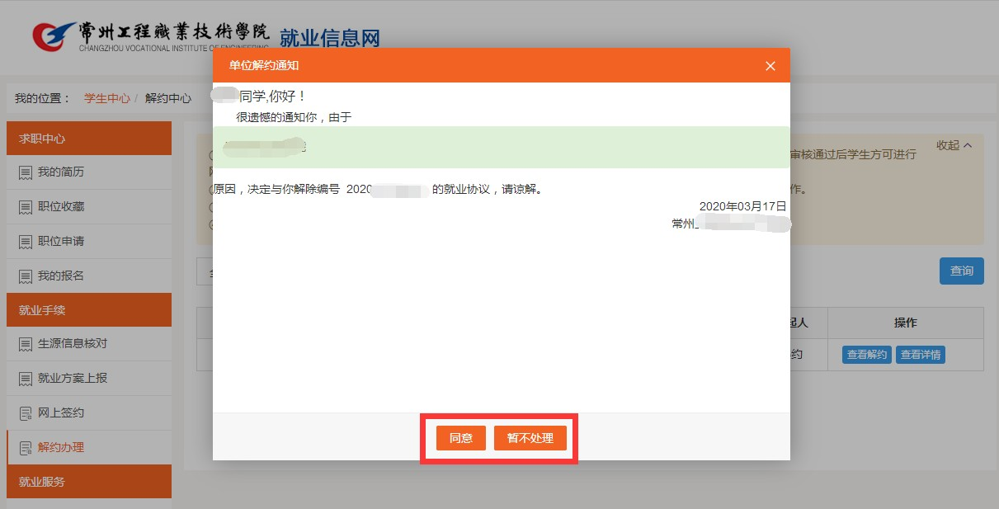 常州工程職業技術學院 就业信息网
CHANGZHOU VOCATIONAL INSTITUTE OF ENGINEERING
单位解约通知
我的位置： 学生中心 / 解约中心
同学,你好！
很遗憾的通知你，由于
求职中心
我的简历
职位收藏
职位申请
我的报名
就业手续
生源信息核对
就业方案上报
网上签约
解约办理
就业服务
收起
审核通过后学生方可进行
作。
原因，决定与你解除编号 2020 的就业协议，请谅解。
2020年03月17日
常州
查询
起人 操作
约 查看解约 查看详情
同意 暂不处理